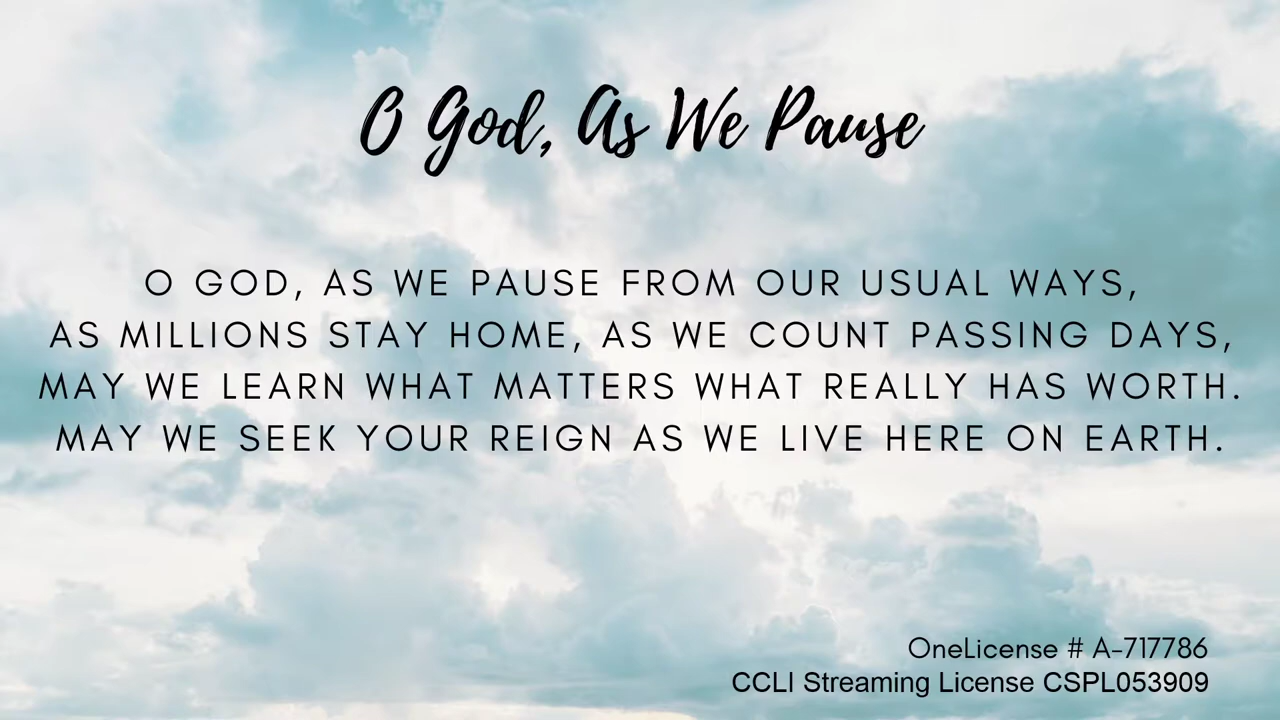 O God, As We Pause
O GOD, AS WE PAUSE FROM OUR USUAL WAYS,
AS MILLIONS STAY HOME, AS WE COUNT PASSING DAYS,
MAY WE LEARN WHAT MATTERS WHAT REALLY HAS WORTH.
MAY WE SEEK YOUR REIGN AS WE LIVE HERE ON EARTH.
OneLicense # A-717786
CCLI Streaming License CSPL053909